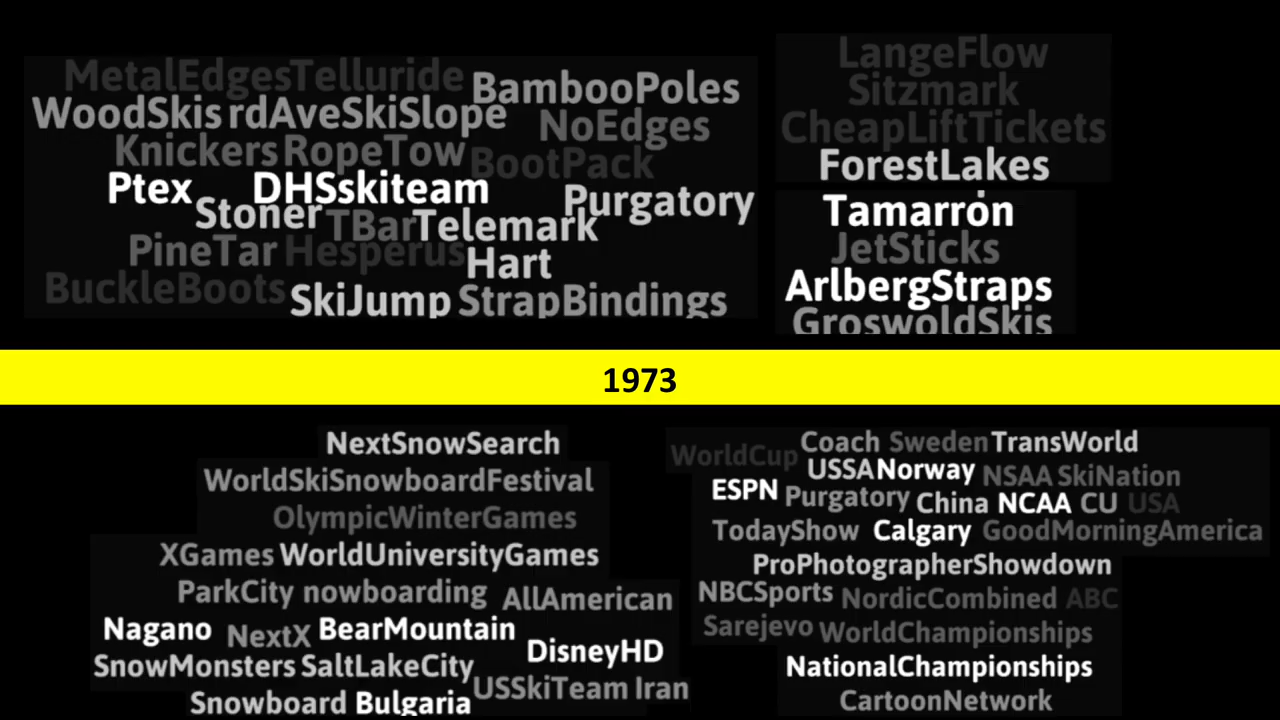 MetalEdges Telluride BambooPoles
WoodSkis rdAveSkiSlope NoEdges
Knickers RopeTow BootPack
Ptex DHSskiteam Purgatory
Stoner TBar Telemark
PineTar Hesperus Hart
BuckleBoots SkiJump StrapBindings
LangeFlow
Sitzmark
CheapLiftTickets
ForestLakes
Tamarron
JetSticks
ArlbergStraps
GroswoldSkis
1973
NextSnowSearch
WorldSkiSnowboardFestival
OlympicWinterGames
XGames WorldUniversityGames
ParkCity nowboarding AllAmerican
Nagano NextX BearMountain DisneyHD
SnowMonsters SaltLakeCity
Snowboard Bulgaria USSkiTeam Iran
WorldCup Coach Sweden TransWorld
USSA Norway NSAA SkiNation
ESPN Purgatory China NCAA CU USA
TodayShow Calgary GoodMorningAmerica
ProPhotographerShowdown
NBCSports NordicCombined ABC
Sarejevo WorldChampionships
NationalChampionships
CartoonNetwork